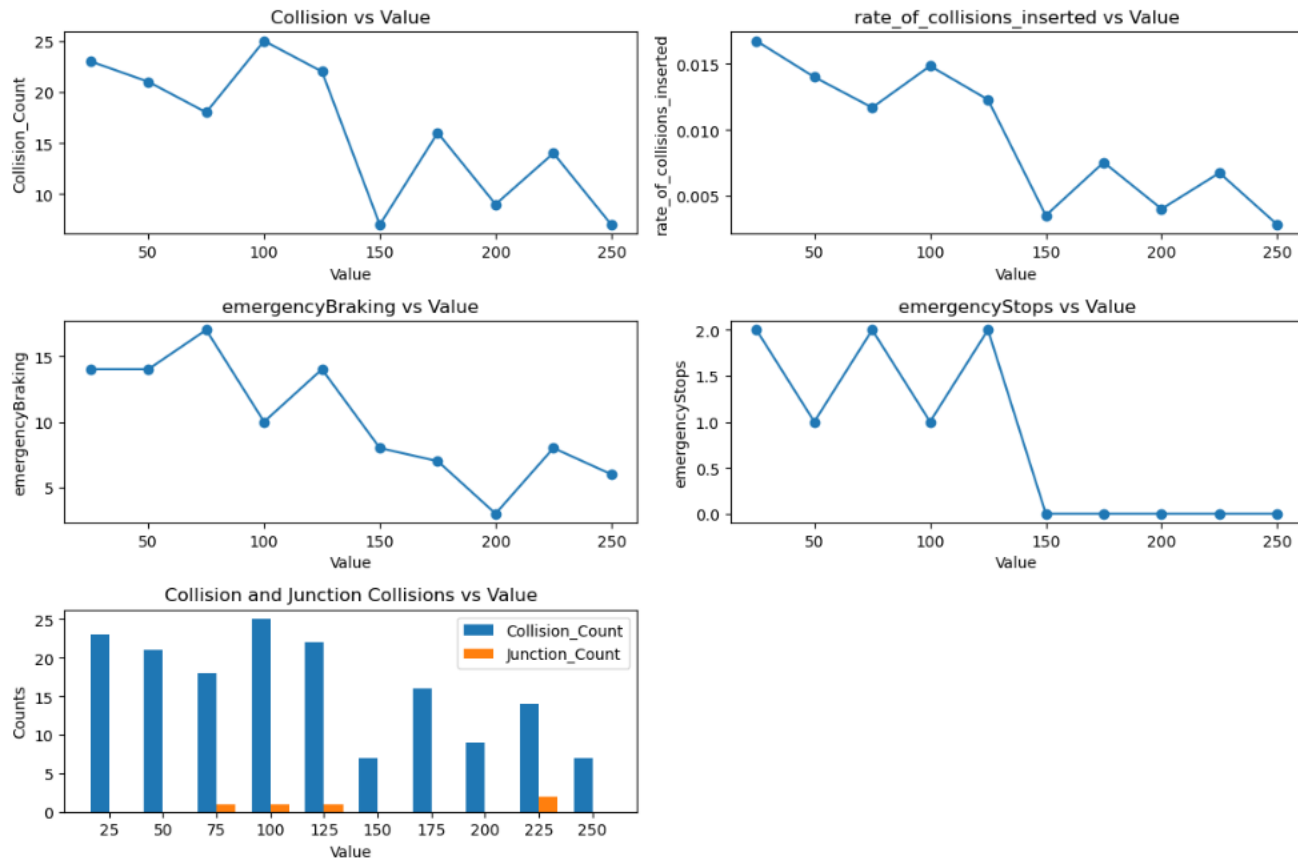 Collision vs Value
25
20
15
10
Collision_Count
50 100 150 200 250
Value
rate_of_collisions_inserted vs Value
0.015
0.010
0.005
rate_of_collisions_inserted
50 100 150 200 250
Value
emergencyBraking vs Value
15
10
5
emergencyBraking
50 100 150 200 250
Value
emergencyStops vs Value
2.0
1.5
1.0
0.5
0.0
emergencyStops
50 100 150 200 250
Value
Collision and Junction Collisions vs Value
25
20
15
10
5
0
Counts
Collision_Count
Junction_Count
25 50 75 100 125 150 175 200 225 250
Value